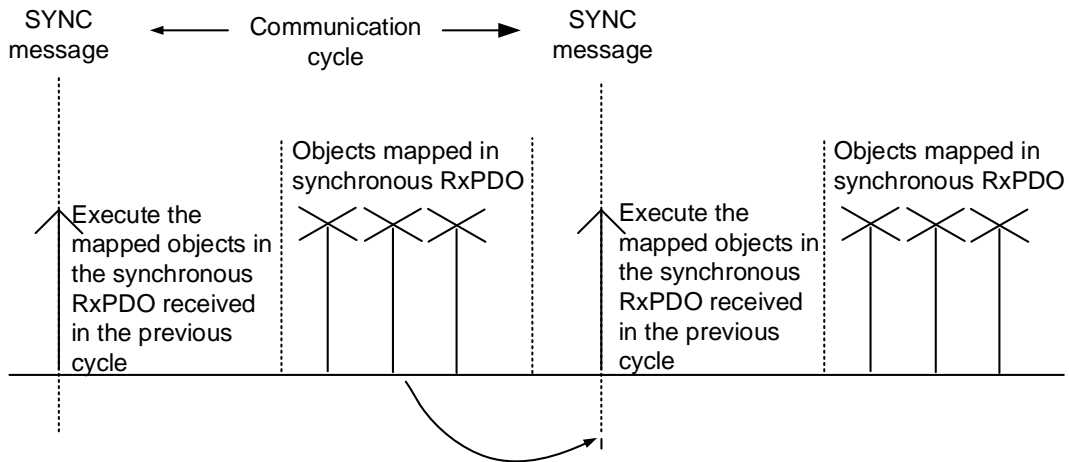 SYNC
message
Communication
cycle
SYNC
message
Objects mapped in
synchronous RxPDO
Objects mapped in
synchronous RxPDO
Execute the
mapped objects in
the synchronous
RxPDO received
in the previous
cycle
Execute the
mapped objects in
the synchronous
RxPDO received
in the previous
cycle